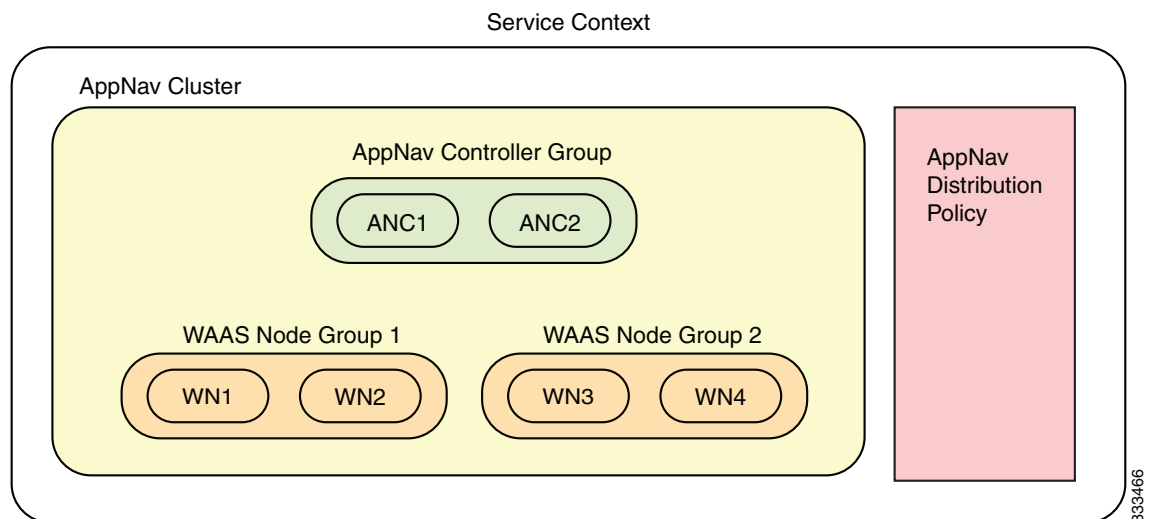 Service Context
AppNav Cluster
AppNav Controller Group
ANC1
ANC2
WAAS Node Group 1
WAAS Node Group 2
WN1
WN2
WN3
WN4
AppNav
Distribution
Policy
333466